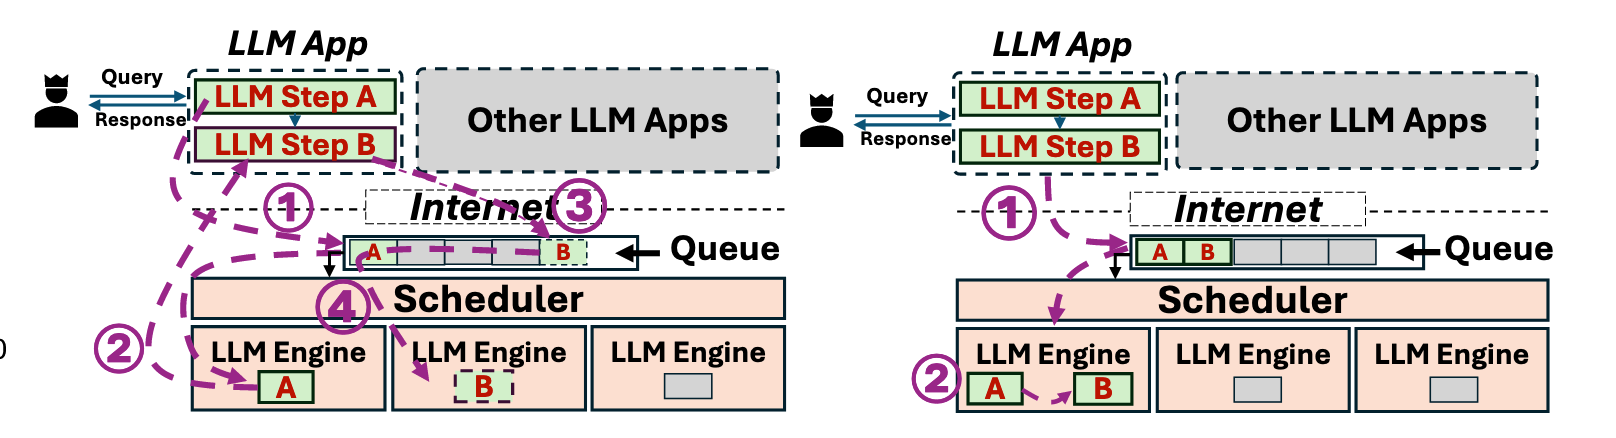 LLM App
Query
Response
LLM Step A
LLM Step B
Other LLM Apps
①
Internet
③
A
B
Queue
④
Scheduler
②
LLM Engine
A
LLM Engine
B
LLM Engine
0
LLM App
Query
Response
LLM Step A
LLM Step B
Other LLM Apps
①
Internet
A
B
Queue
Scheduler
②
LLM Engine
A
B
LLM Engine
LLM Engine